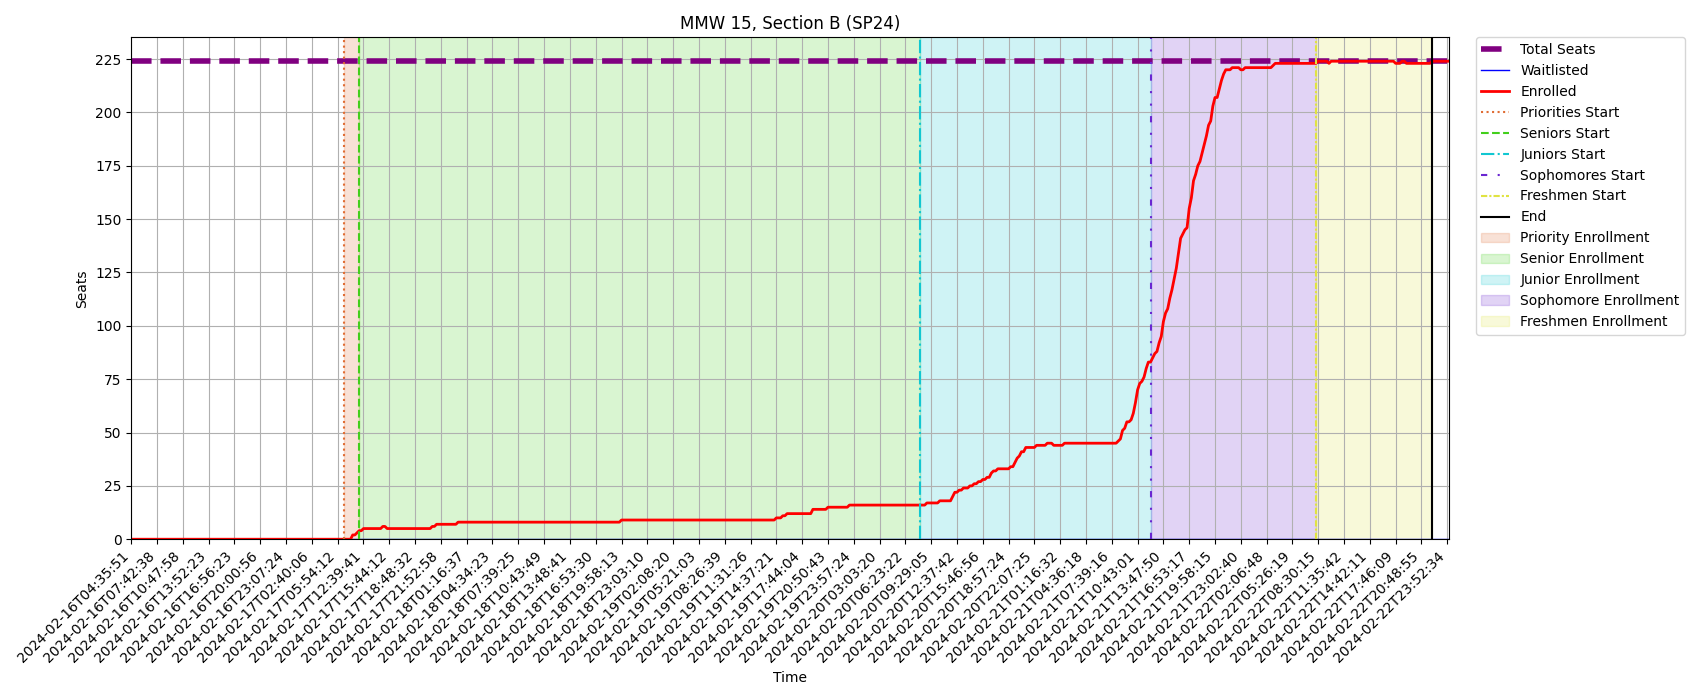 MMW 15, Section B (SP24)
Seats
225
200
175
150
125
100
75
50
25
0
2024-02-16T04:35:51
2024-02-16T07:42:38
2024-02-16T10:47:58
2024-02-16T13:52:23
2024-02-16T16:56:23
2024-02-16T20:00:56
2024-02-16T23:07:24
2024-02-17T02:40:06
2024-02-17T05:54:12
2024-02-17T12:39:41
2024-02-17T15:44:12
2024-02-17T18:48:32
2024-02-17T21:52:58
2024-02-18T01:16:37
2024-02-18T04:34:23
2024-02-18T07:39:25
2024-02-18T10:43:49
2024-02-18T13:48:41
2024-02-18T16:53:30
2024-02-18T19:58:13
2024-02-18T23:03:10
2024-02-19T02:08:20
2024-02-19T05:21:03
2024-02-19T08:26:39
2024-02-19T11:31:26
2024-02-19T14:37:21
2024-02-19T17:44:04
2024-02-19T20:50:43
2024-02-19T23:57:24
2024-02-20T03:03:20
2024-02-20T06:23:22
2024-02-20T09:29:05
2024-02-20T12:37:42
2024-02-20T15:46:56
2024-02-20T18:57:24
2024-02-20T22:07:25
2024-02-21T01:16:32
2024-02-21T04:36:18
2024-02-21T07:39:16
2024-02-21T10:43:01
2024-02-21T13:47:50
2024-02-21T16:53:17
2024-02-21T19:58:15
2024-02-21T23:02:40
2024-02-22T02:06:48
2024-02-22T05:26:19
2024-02-22T08:30:15
2024-02-22T11:35:42
2024-02-22T14:42:11
2024-02-22T17:46:09
2024-02-22T20:48:55
2024-02-22T23:52:34
Time
Total Seats
Waitlisted
Enrolled
Priorities Start
Seniors Start
Juniors Start
Sophomores Start
Freshmen Start
End
Priority Enrollment
Senior Enrollment
Junior Enrollment
Sophomore Enrollment
Freshmen Enrollment